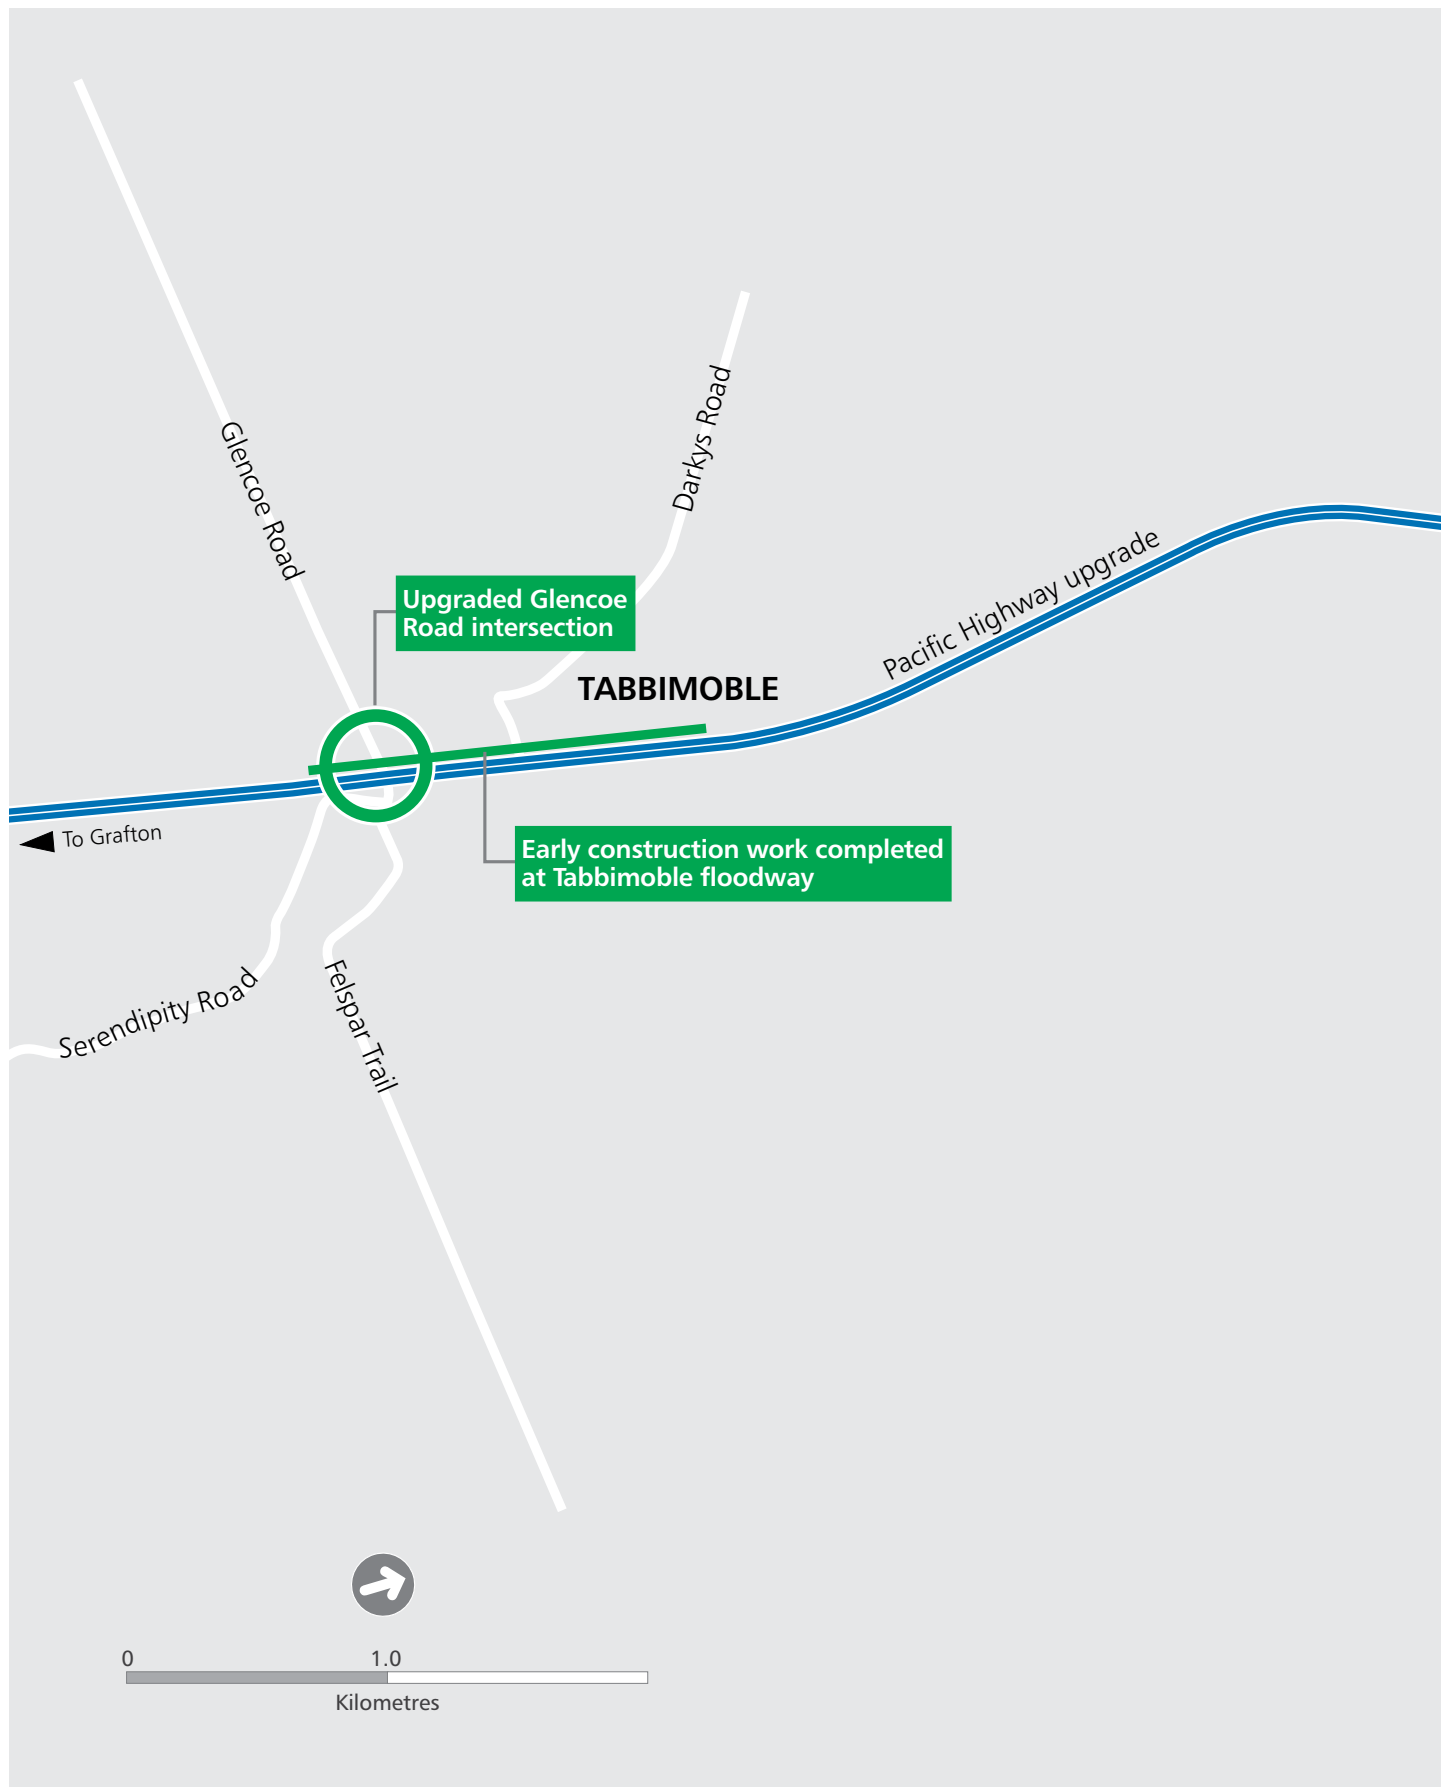 Glencoe Road
Darkys Road
Pacific Highway upgrade
Upgraded Glencoe
Road intersection
TABBIMOBLE
To Grafton
Early construction work completed
at Tabbimoble floodway
Serendipity Road
Felspar Trail
0 1.0
Kilometres